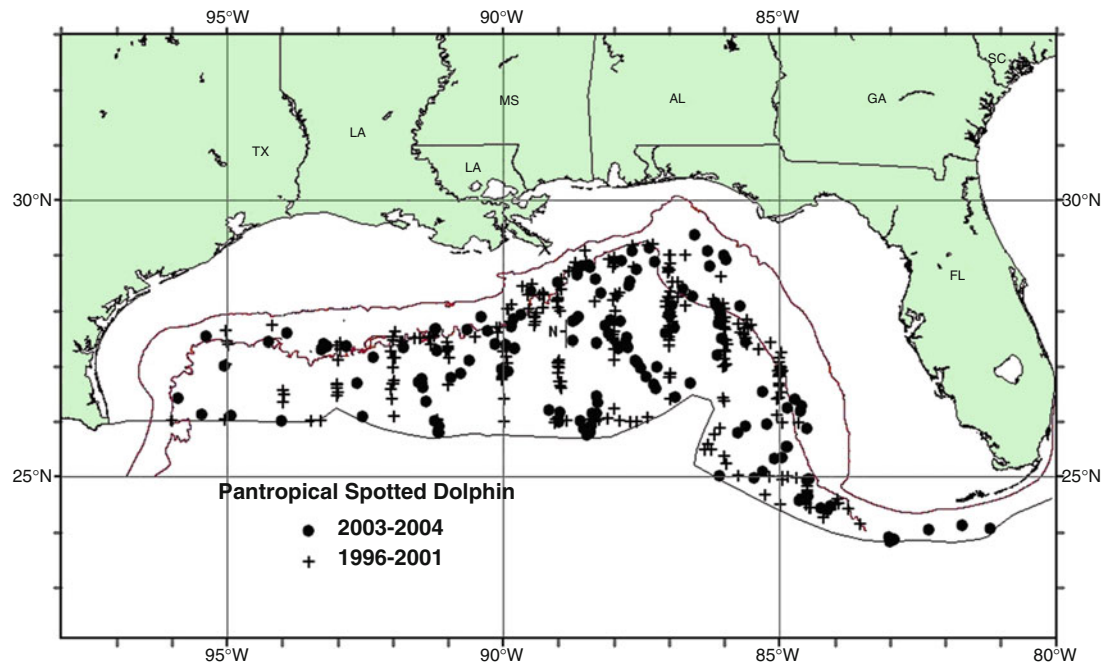 95°W 90°W 85°W
SC
MS AL GA
LA
TX
LA
30°N 30°N
FL
N
25°N 25°N
Pantropical Spotted Dolphin
2003-2004
1996-2001
95°W 90°W 85°W 80°W